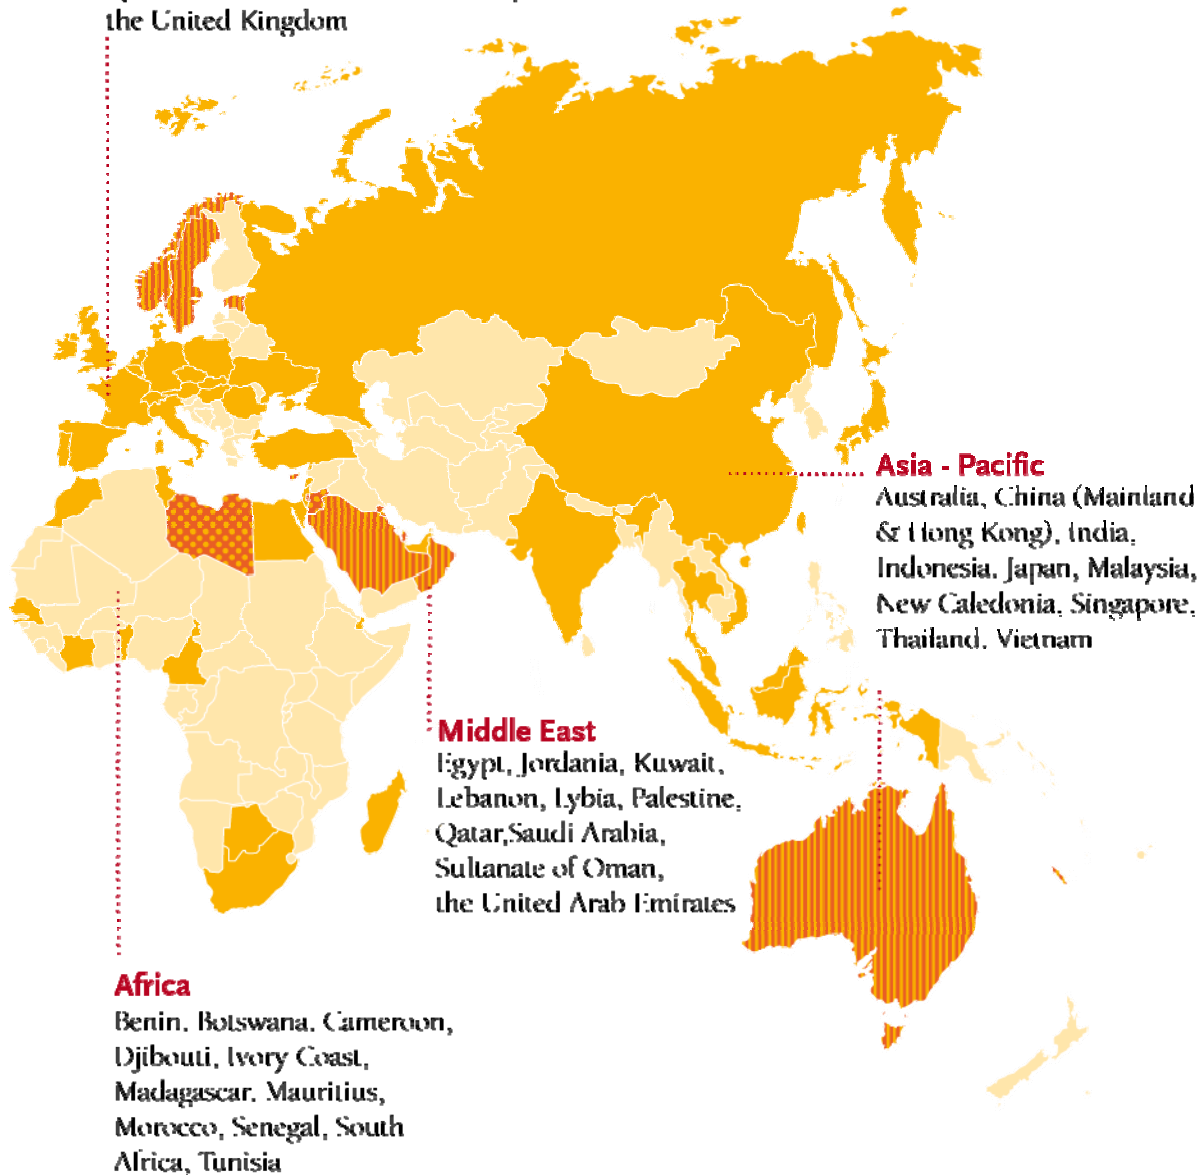 the United Kingdom
Asia - Pacific
Australia, China (Mainland
& Hong Kong), India,
Indonesia, Japan, Malaysia,
New Caledonia, Singapore,
Thailand, Vietnam
Middle East
Egypt, Jordania, Kuwait,
Lebanon, Lybia, Palestine,
Qatar,Saudi Arabia,
Sultanate of Oman,
the United Arab Emirates
Africa
Benin, Botswana, Cameroon,
Djibouti, Ivory Coast,
Madagascar, Mauritius,
Morocco, Senegal, South
Africa, Tunisia